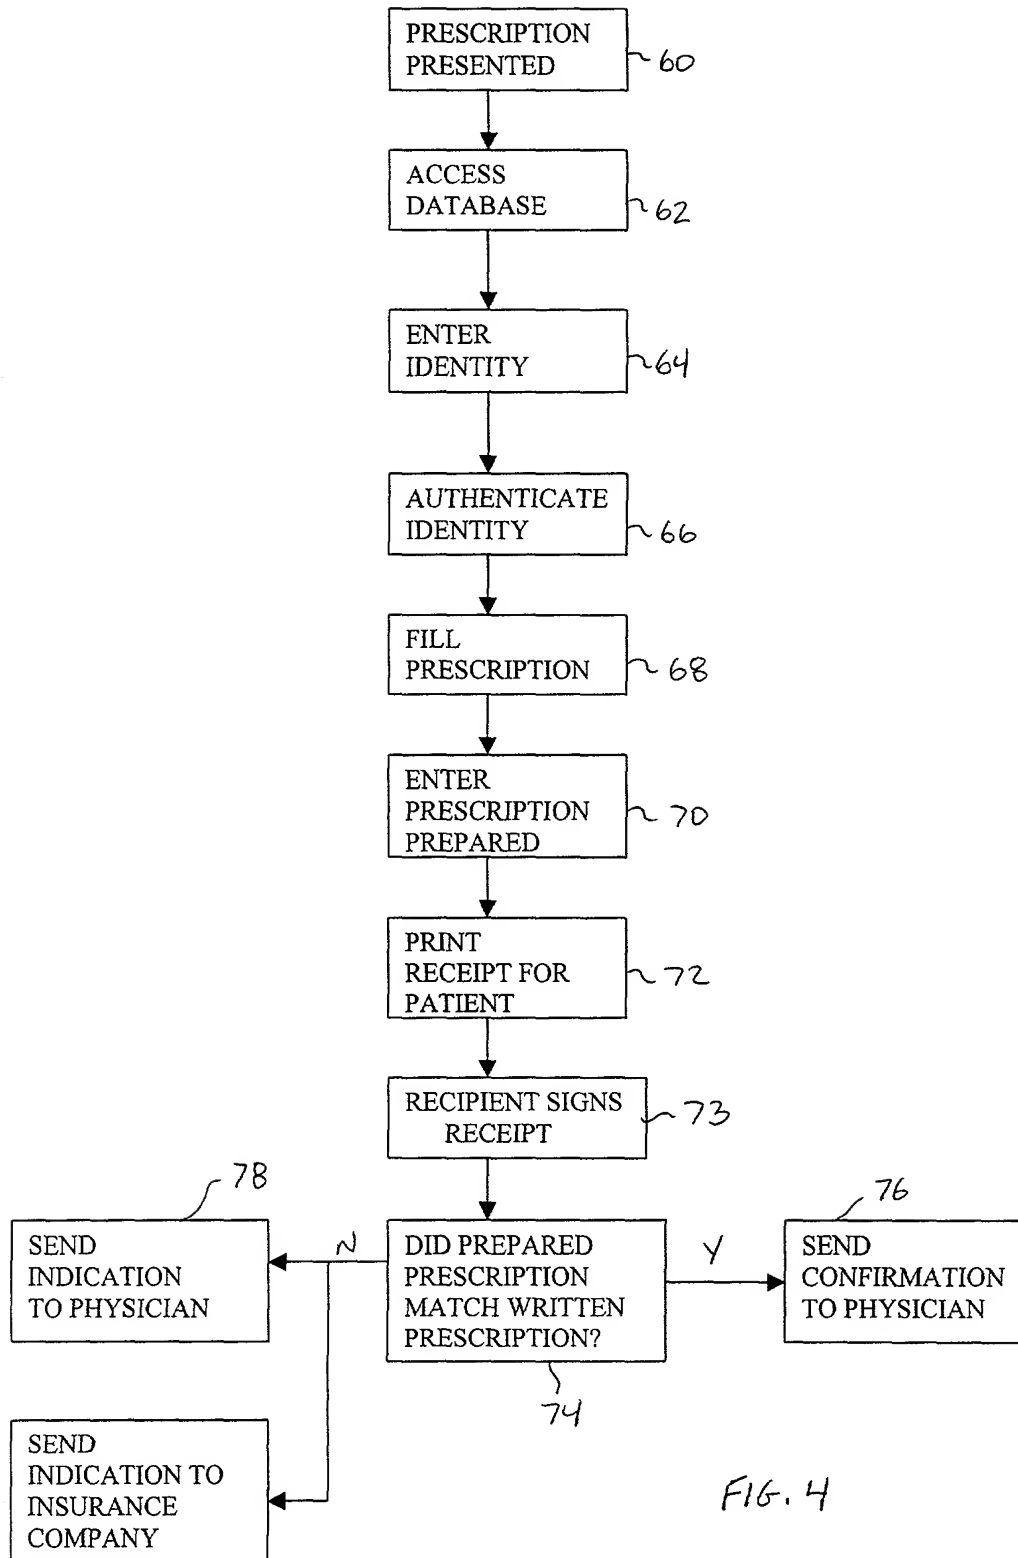 PRESCRIPTION
PRESENTED
60
ACCESS
DATABASE
62
ENTER
IDENTITY
64
AUTHENTICATE
IDENTITY
66
FILL
PRESCRIPTION
68
ENTER
PRESCRIPTION
PREPARED
70
PRINT
RECEIPT FOR
PATIENT
72
RECIPIENT SIGNS
RECEIPT
73
78
SEND
INDICATION
TO PHYSICIAN
N
DID PREPARED
PRESCRIPTION
MATCH WRITTEN
PRESCRIPTION?
74
Y
76
SEND
CONFIRMATION
TO PHYSICIAN
SEND
INDICATION TO
INSURANCE
COMPANY
FIG. 4